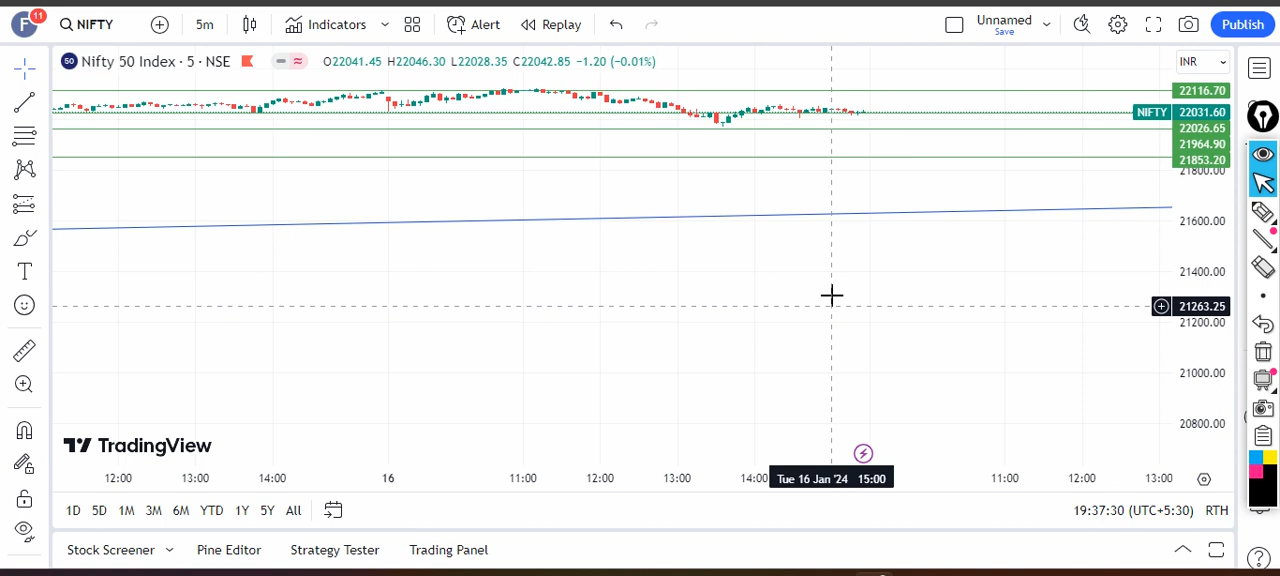 F 11 NIFTY 5m Indicators Alert Replay Unnamed Save Publish
50 Nifty 50 Index · 5 · NSE O22041.45 H22046.30 L22028.35 C22042.85 −1.20 (−0.01%) INR
22116.70
NIFTY 22031.60
22026.65
21964.90
21853.20
21800.00
21600.00
21400.00
21263.25
21200.00
21000.00
20800.00
TradingView
12:00 13:00 14:00 16 11:00 12:00 13:00 14:00 Tue 16 Jan '24 15:00 11:00 12:00 13:00
1D 5D 1M 3M 6M YTD 1Y 5Y All 19:37:30 (UTC+5:30) RTH
Stock Screener Pine Editor Strategy Tester Trading Panel